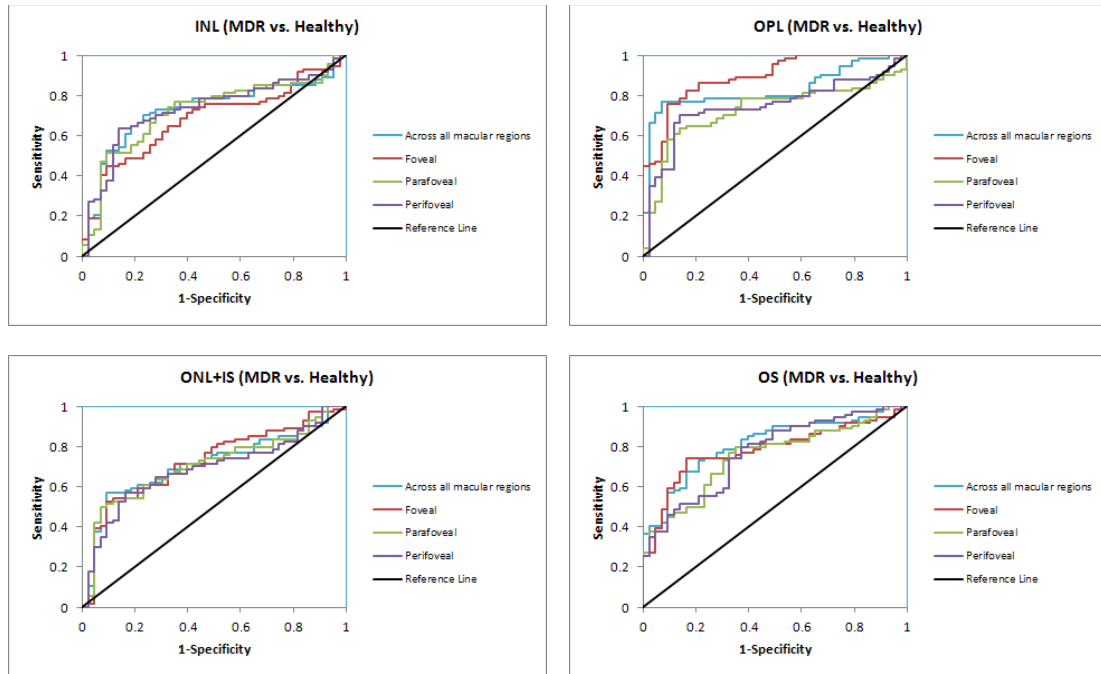 INL (MDR vs. Healthy)
1
0.8
0.6
0.4
0.2
0
Sensitivity
0 0.2 0.4 0.6 0.8 1
1-Specificity
Across all macular regions
Foveal
Parafoveal
Perifoveal
Reference Line
OPL (MDR vs. Healthy)
1
0.8
0.6
0.4
0.2
0
Sensitivity
0 0.2 0.4 0.6 0.8 1
1-Specificity
Across all macular regions
Foveal
Parafoveal
Perifoveal
Reference Line
ONL+IS (MDR vs. Healthy)
1
0.8
0.6
0.4
0.2
0
Sensitivity
0 0.2 0.4 0.6 0.8 1
1-Specificity
Across all macular regions
Foveal
Parafoveal
Perifoveal
Reference Line
OS (MDR vs. Healthy)
1
0.8
0.6
0.4
0.2
0
Sensitivity
0 0.2 0.4 0.6 0.8 1
1-Specificity
Across all macular regions
Foveal
Parafoveal
Perifoveal
Reference Line